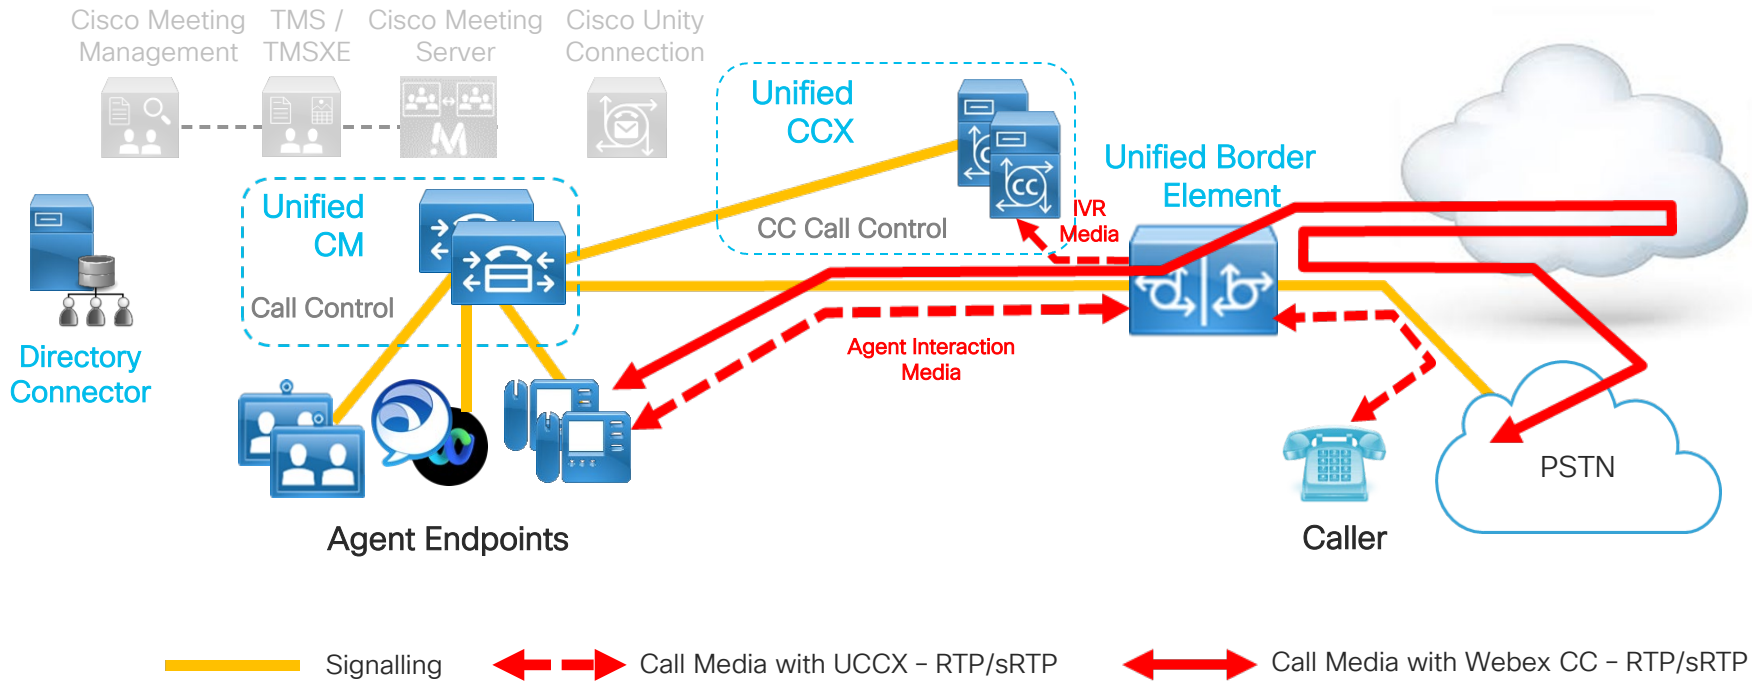 Cisco Meeting
Management
TMS /
TMSXE
Cisco Meeting
Server
Cisco Unity
Connection
Unified
CCX
Unified Border
Element
Unified
CM
IVR
Media
CC Call Control
CC
Call Control
Directory
Connector
Agent Interaction
Media
PSTN
Agent Endpoints
Caller
Signalling
Call Media with UCCX – RTP/sRTP
Call Media with Webex CC – RTP/sRTP